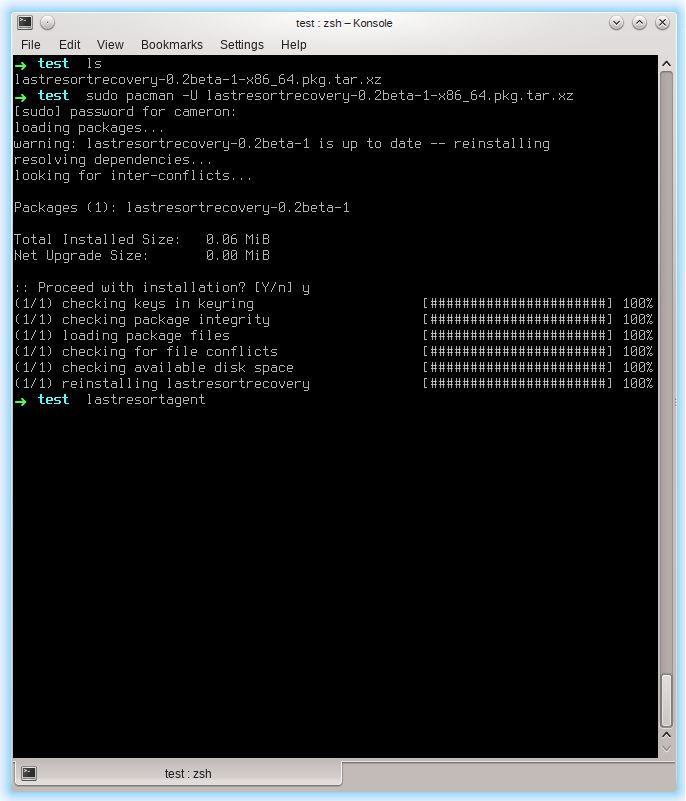 test : zsh – Konsole
File Edit View Bookmarks Settings Help
➜ test ls
lastresortrecovery-0.2beta-1-x86_64.pkg.tar.xz
➜ test sudo pacman -U lastresortrecovery-0.2beta-1-x86_64.pkg.tar.xz
[sudo] password for cameron:
loading packages...
warning: lastresortrecovery-0.2beta-1 is up to date -- reinstalling
resolving dependencies...
looking for inter-conflicts...
Packages (1): lastresortrecovery-0.2beta-1
Total Installed Size: 0.06 MiB
Net Upgrade Size: 0.00 MiB
:: Proceed with installation? [Y/n] y
(1/1) checking keys in keyring [######################] 100%
(1/1) checking package integrity [######################] 100%
(1/1) loading package files [######################] 100%
(1/1) checking for file conflicts [######################] 100%
(1/1) checking available disk space [######################] 100%
(1/1) reinstalling lastresortrecovery [######################] 100%
➜ test lastresortagent
test : zsh